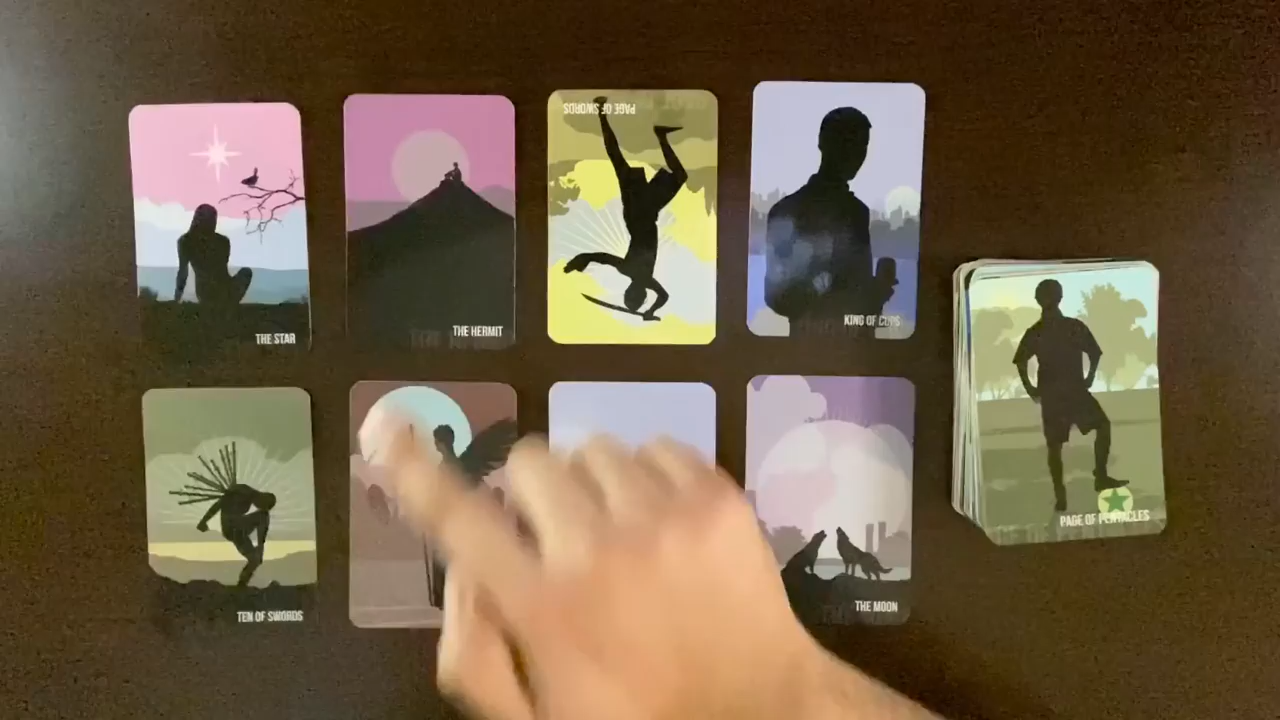 THE STAR
THE HERMIT
PAGE OF SWORDS
KING OF CUPS
TEN OF SWORDS
THE MOON
PAGE OF PENTACLES